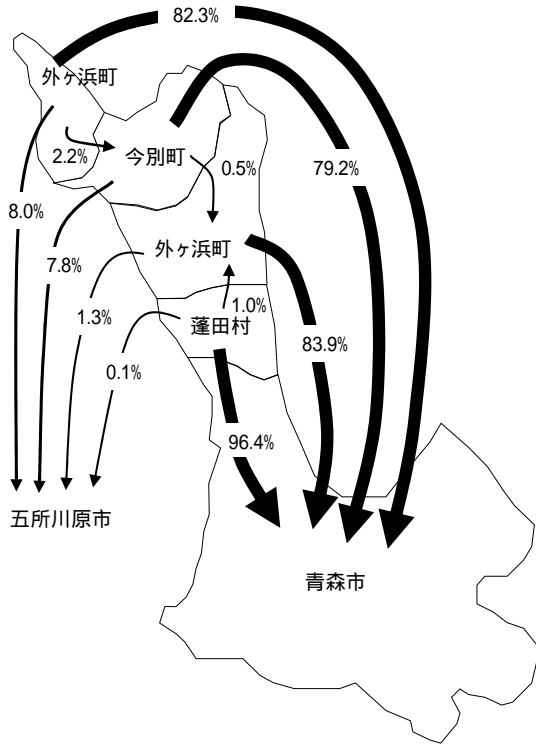 82.3%
外ヶ浜町
2.2%
今別町
0.5%
79.2%
8.0%
7.8%
外ヶ浜町
1.3%
1.0%
蓬田村
83.9%
0.1%
96.4%
五所川原市
青森市